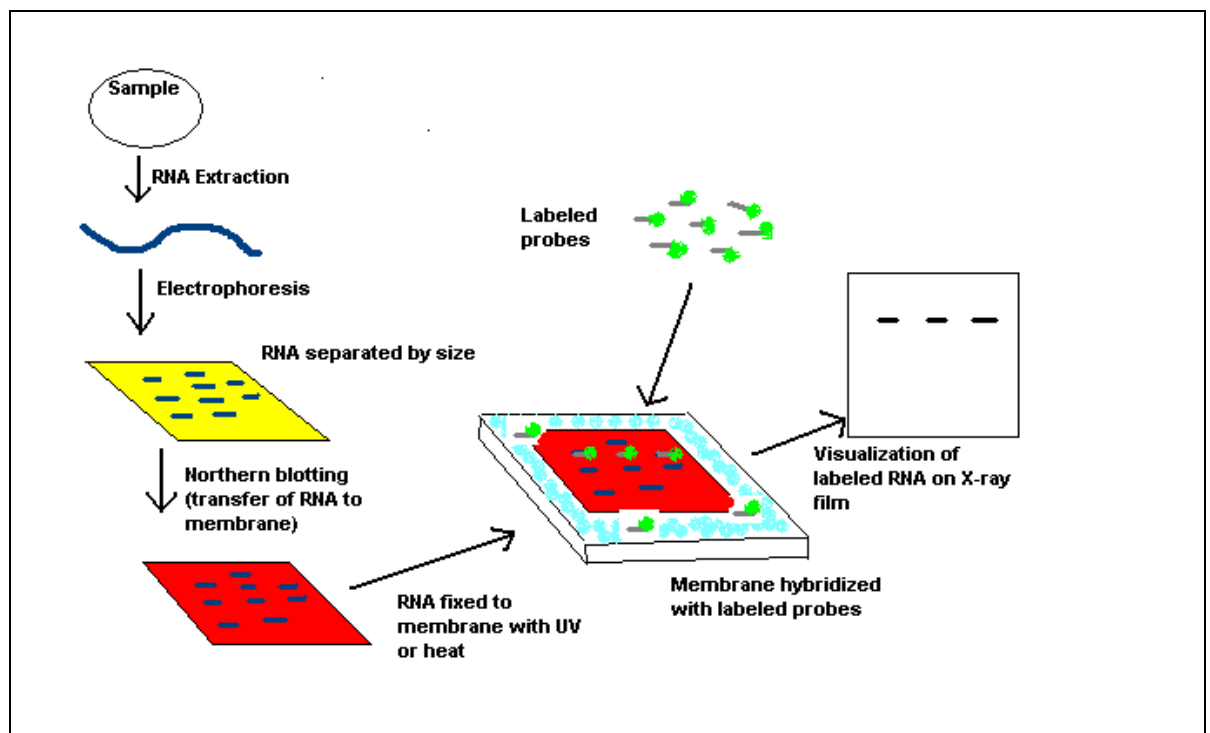 Sample
RNA Extraction
Electrophoresis
RNA separated by size
Northern blotting
(transfer of RNA to
membrane)
RNA fixed to
membrane with UV
or heat
Labeled
probes
Membrane hybridized
with labeled probes
Visualization of
labeled RNA on X-ray
film